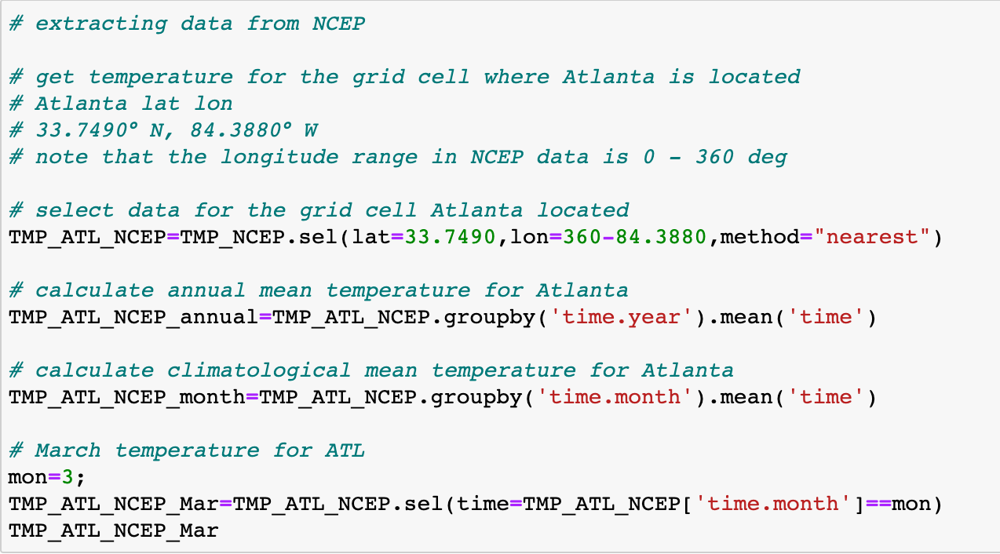 # extracting data from NCEP
# get temperature for the grid cell where Atlanta is located
# Atlanta lat lon
# 33.7490° N, 84.3880° W
# note that the longitude range in NCEP data is 0 - 360 deg
# select data for the grid cell Atlanta located
TMP_ATL_NCEP=TMP_NCEP.sel(lat=33.7490,lon=360-84.3880,method="nearest")
# calculate annual mean temperature for Atlanta
TMP_ATL_NCEP_annual=TMP_ATL_NCEP.groupby('time.year').mean('time')
# calculate climatological mean temperature for Atlanta
TMP_ATL_NCEP_month=TMP_ATL_NCEP.groupby('time.month').mean('time')
# March temperature for ATL
mon=3;
TMP_ATL_NCEP_Mar=TMP_ATL_NCEP.sel(time=TMP_ATL_NCEP['time.month']==mon)
TMP_ATL_NCEP_Mar